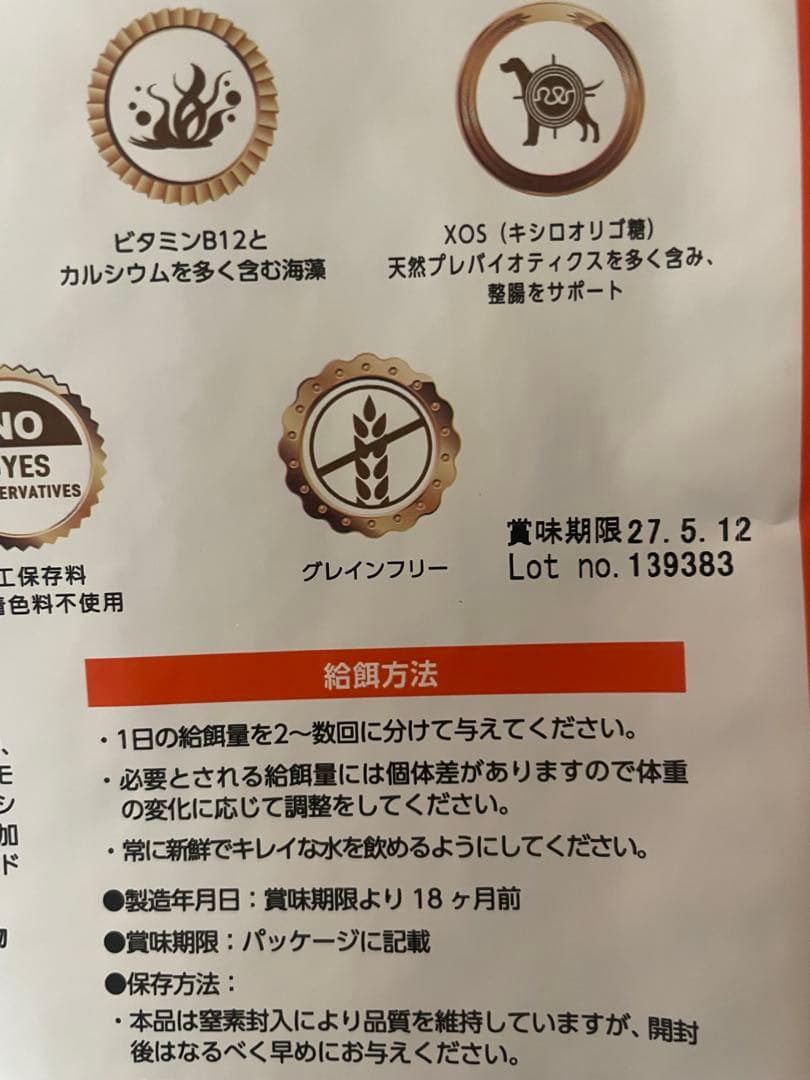 ビタミンB12と
カルシウムを多く含む海藻
XOS（キシロオリゴ糖）
天然プレバイオティクスを多く含み、
整腸をサポート
NO
YES
ERVATIVES
工保存料
着色料不使用
グレインフリー
賞味期限27.5.12
Lot no.139383
給餌方法
・1日の給餌量を2〜数回に分けて与えてください。
・必要とされる給餌量には個体差がありますので体重
の変化に応じて調整をしてください。
・常に新鮮でキレイな水を飲めるようにしてください。
●製造年月日：賞味期限より 18 ヶ月前
●賞味期限：パッケージに記載
●保存方法：
・本品は窒素封入により品質を維持していますが、開封
後はなるべく早めにお与えください。
、
モ
シ
加
ド
物